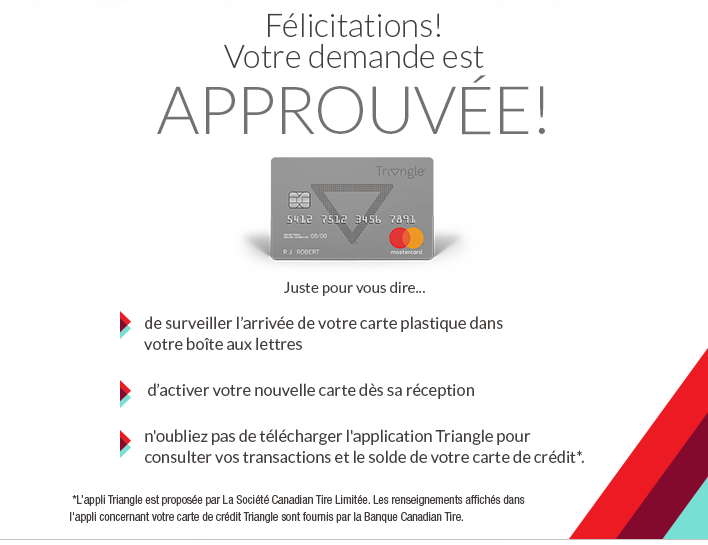 Félicitations!
Votre demande est
APPROUVÉE!
Triangle
5412 7512 3456 7891
00/00
R J ROBERT
mastercard
Juste pour vous dire...
de surveiller l’arrivée de votre carte plastique dans
votre boîte aux lettres
d’activer votre nouvelle carte dès sa réception
n'oubliez pas de télécharger l'application Triangle pour
consulter vos transactions et le solde de votre carte de crédit*.
*L’appli Triangle est proposée par La Société Canadian Tire Limitée. Les renseignements affichés dans
l'appli concernant votre carte de crédit Triangle sont fournis par la Banque Canadian Tire.